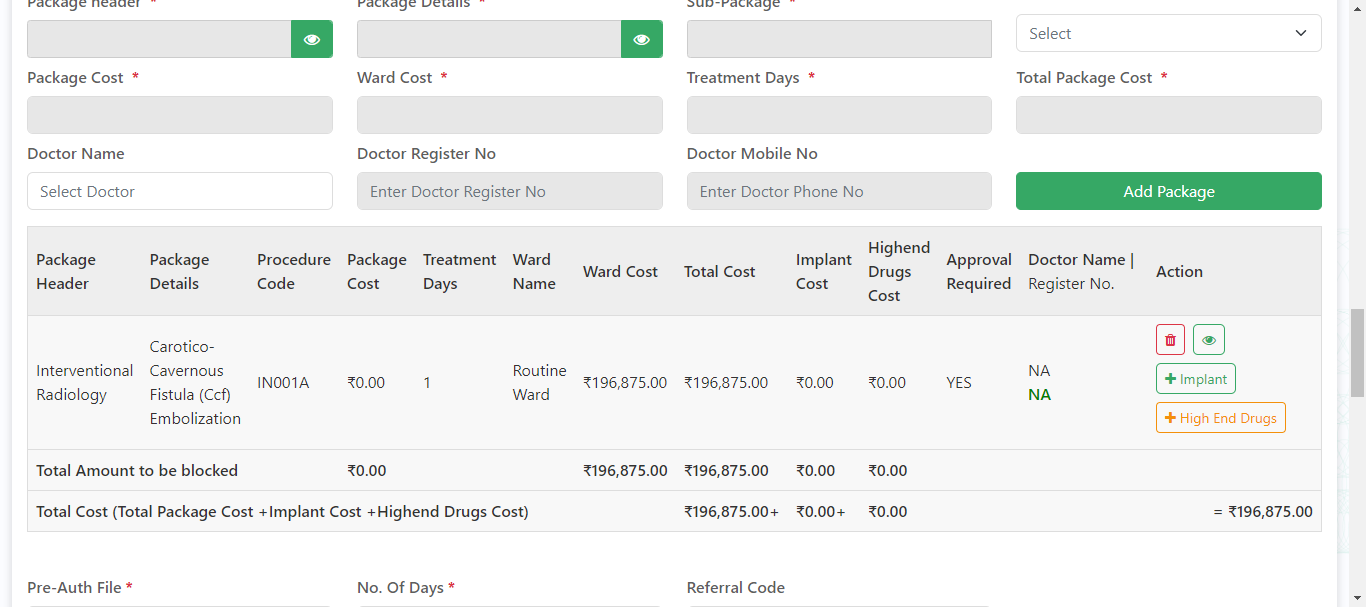 Package header *
Package Details *
Sub-Package *
Select
Package Cost *
Ward Cost *
Treatment Days *
Total Package Cost *
Doctor Name
Doctor Register No
Doctor Mobile No
Select Doctor
Enter Doctor Register No
Enter Doctor Phone No
Add Package
Package
Header
Package
Details
Procedure
Code
Package
Cost
Treatment
Days
Ward
Name
Ward Cost
Total Cost
Implant
Cost
Highend
Drugs
Cost
Approval
Required
Doctor Name |
Register No.
Action
Interventional
Radiology
Carotico-
Cavernous
Fistula (Ccf)
Embolization
IN001A
₹0.00
1
Routine
Ward
₹196,875.00
₹196,875.00
₹0.00
₹0.00
YES
NA
NA
+ Implant
+ High End Drugs
Total Amount to be blocked
₹0.00
₹196,875.00
₹196,875.00
₹0.00
₹0.00
Total Cost (Total Package Cost +Implant Cost +Highend Drugs Cost)
₹196,875.00+
₹0.00+
₹0.00
= ₹196,875.00
Pre-Auth File *
No. Of Days *
Referral Code